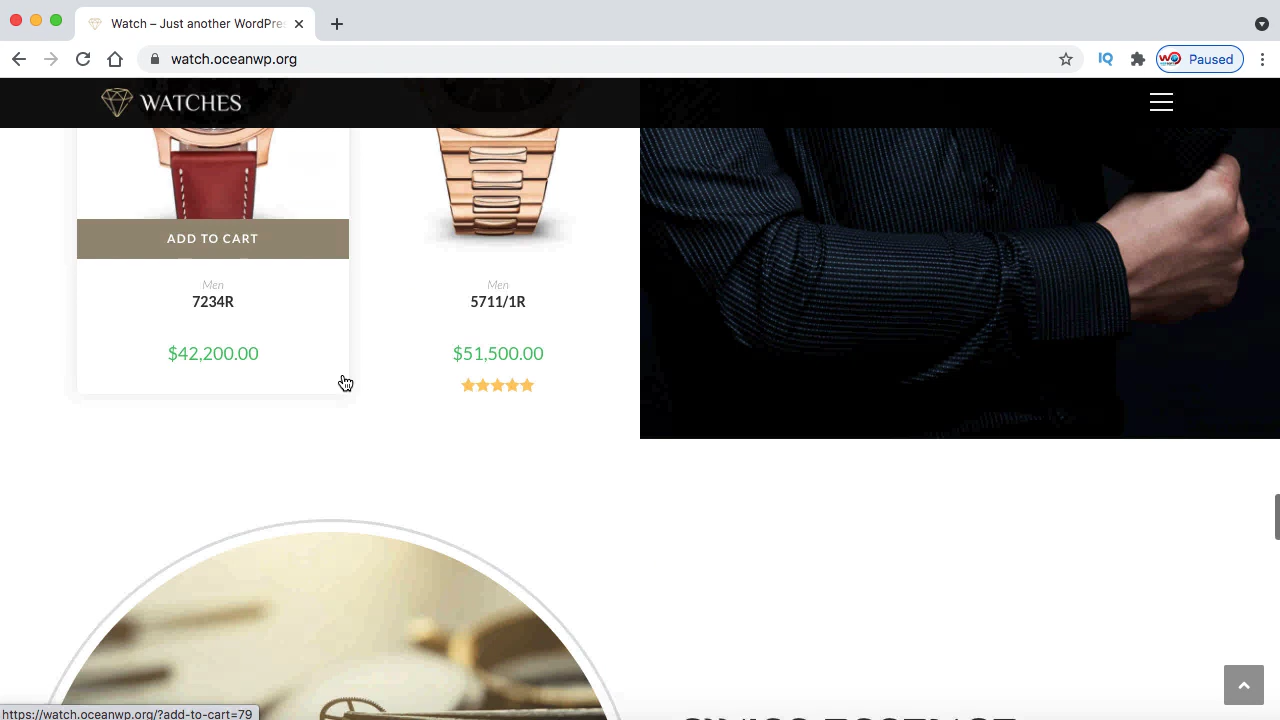 Watch – Just another WordPre
watch.oceanwp.org
IQ
Paused
WATCHES
ADD TO CART
Men
7234R
$42,200.00
Men
5711/1R
$51,500.00
https://watch.oceanwp.org/?add-to-cart=79